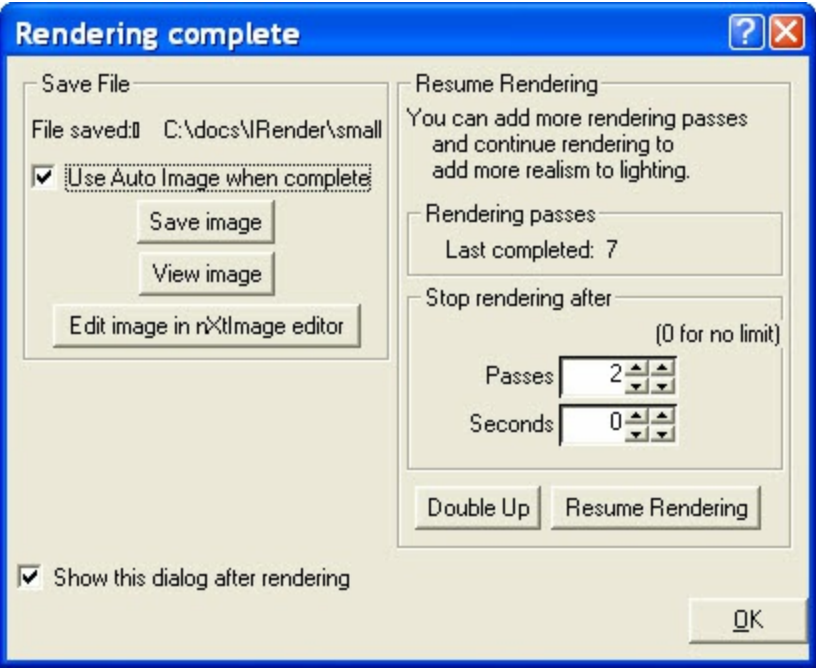 Rendering complete
Save File
File saved: C:\docs\IRender\small
Use Auto Image when complete
Save image
View image
Edit image in nXtImage editor
Resume Rendering
You can add more rendering passes
and continue rendering to
add more realism to lighting.
Rendering passes
Last completed: 7
Stop rendering after
(0 for no limit)
Passes 2
Seconds 0
Double Up Resume Rendering
Show this dialog after rendering
OK